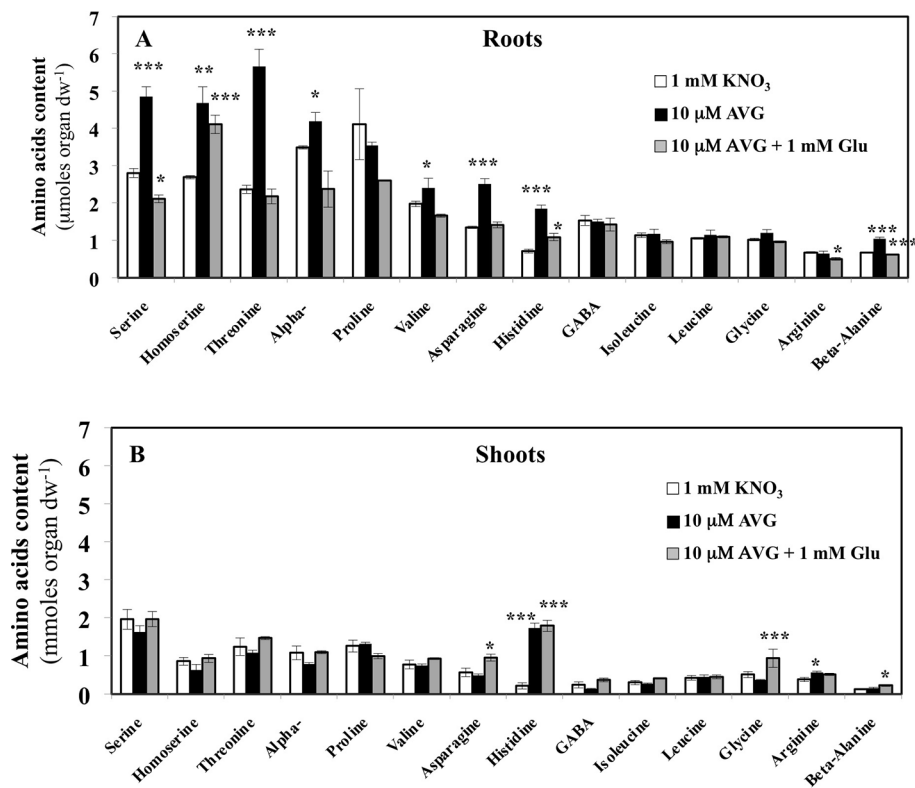 7
6
5
4
3
2
1
0
Amino acids content
(µmoles organ dw-1)
A
Roots
1 mM KNO3
10 µM AVG
10 µM AVG + 1 mM Glu
***
*
**
***
***
*
*
***
***
*
*
***
***
Serine
Homoserine
Threonine
Alpha-
Proline
Valine
Asparagine
Histidine
GABA
Isoleucine
Leucine
Glycine
Arginine
Beta-Alanine
7
6
5
4
3
2
1
0
Amino acids content
(mmoles organ dw-1)
B
Shoots
1 mM KNO3
10 µM AVG
10 µM AVG + 1 mM Glu
*
***
***
***
*
*
Serine
Homoserine
Threonine
Alpha-
Proline
Valine
Asparagine
Histidine
GABA
Isoleucine
Leucine
Glycine
Arginine
Beta-Alanine